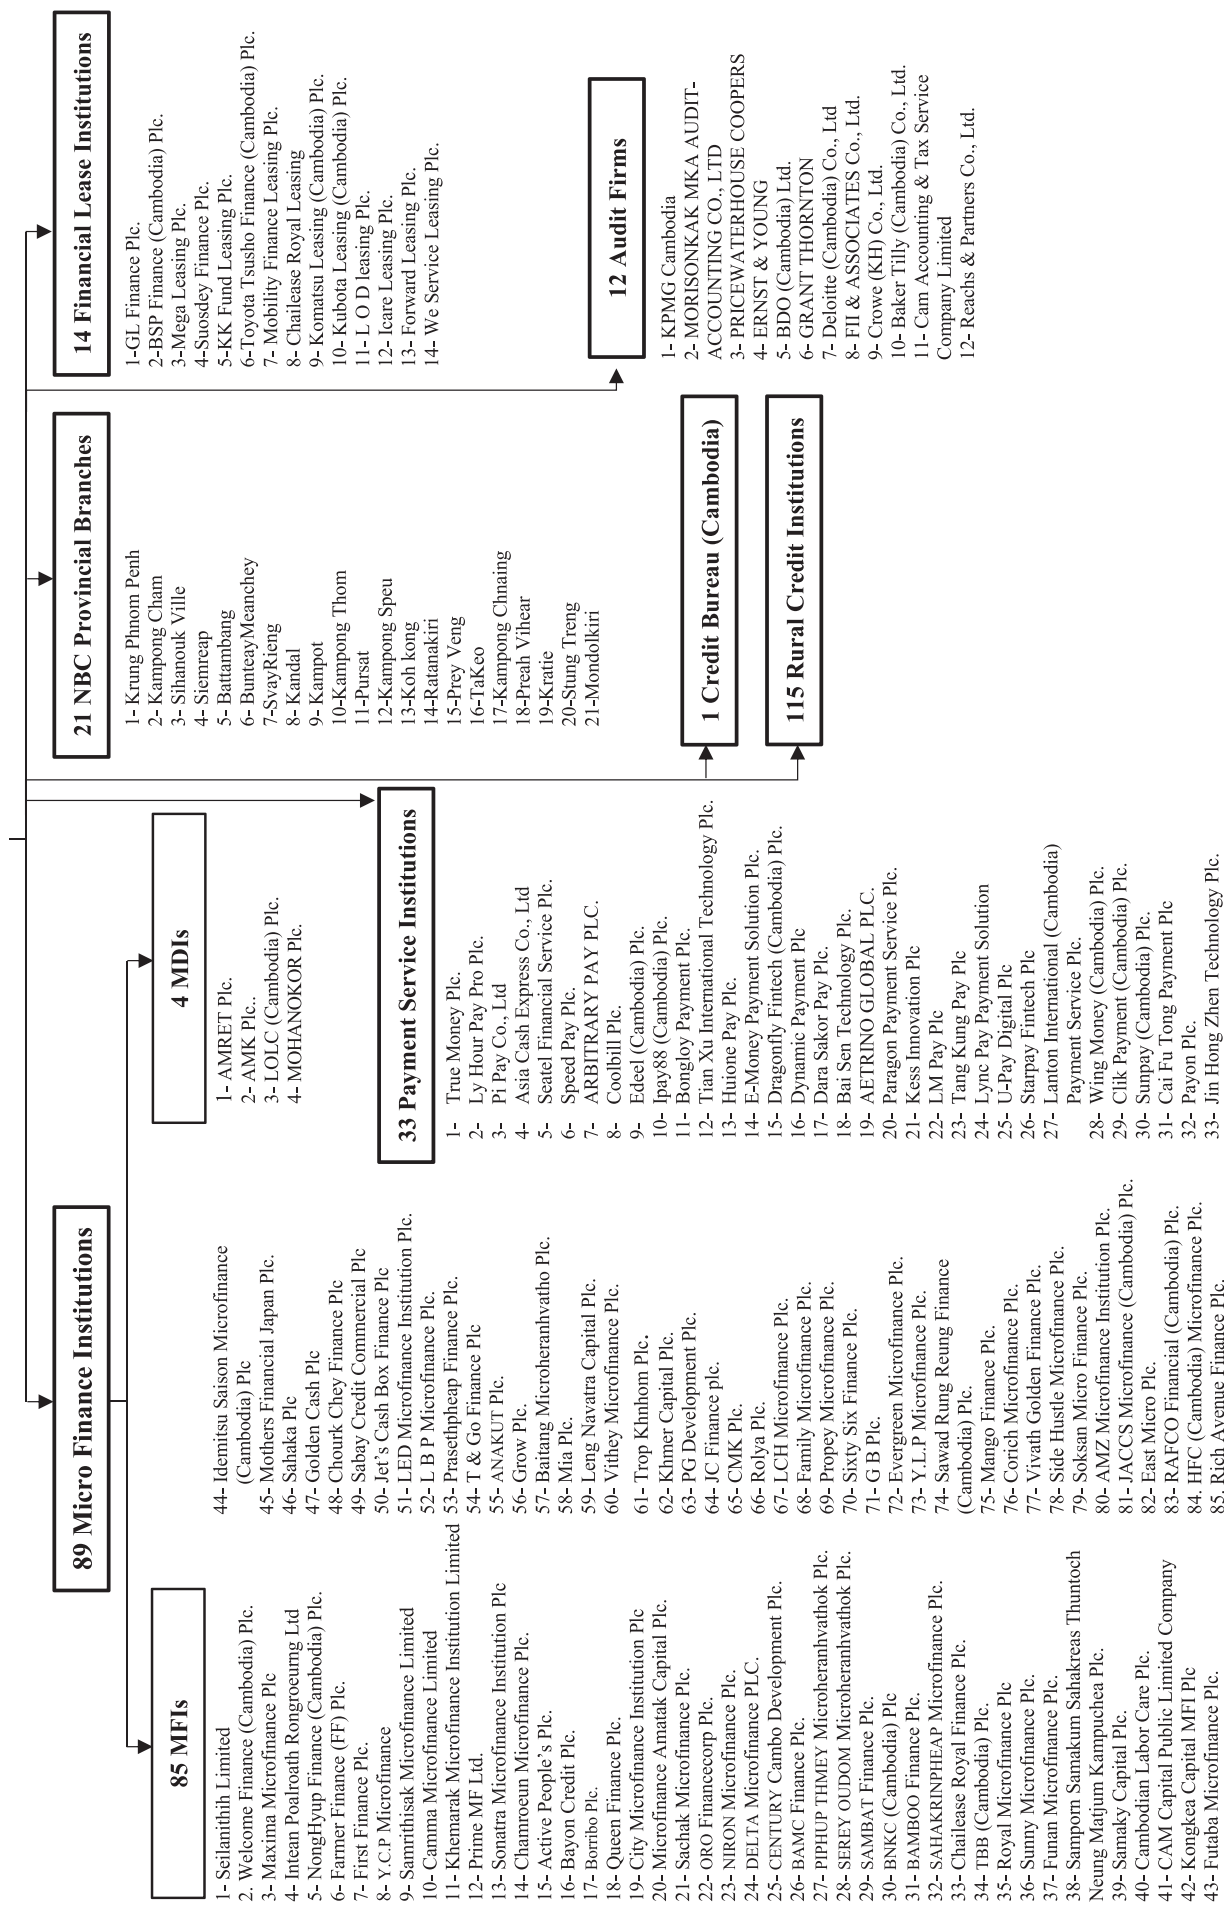 89 Micro Finance Institutions
85 MFIs
1- Seilanithih Limited
2. Welcome Finance (Cambodia) Plc.
3- Maxima Microfinance Plc
4- Intean Poalroath Rongroeurng Ltd
5- NongHyup Finance (Cambodia) Plc.
6- Farmer Finance (FF) Plc.
7- First Finance Plc.
8- Y.C.P Microfinance
9- Samrithisak Microfinance Limited
10- Camma Microfinance Limited
11- Khemarak Microfinance Institution Limited
12- Prime MF Ltd.
13- Sonatra Microfinance Institution Plc
14- Chamroeun Microfinance Plc.
15- Active People's Plc.
16- Bayon Credit Plc.
17- Borribo Plc.
18- Queen Finance Plc.
19- City Microfinance Institution Plc
20- Microfinance Amatak Capital Plc.
21- Sachak Microfinance Plc.
22- ORO Financecorp Plc.
23- NIRON Microfinance Plc.
24- DELTA Microfinance PLC.
25- CENTURY Cambo Development Plc.
26- BAMC Finance Plc.
27- PIPHUP THMEY Microheranhvathok Plc.
28- SEREY OUDOM Microheranhvathok Plc.
29- SAMBAT Finance Plc.
30- BNKC (Cambodia) Plc
31- BAMBOO Finance Plc.
32- SAHAKRINPHEAP Microfinance Plc.
33- Chailease Royal Finance Plc.
34- TBB (Cambodia) Plc.
35- Royal Microfinance Plc
36- Sunny Microfinance Plc.
37- Funan Microfinance Plc.
38- Samporn Samakum Sahakreas Thuntoch
Neung Matjum Kampuchea Plc.
39- Samaky Capital Plc.
40- Cambodian Labor Care Plc.
41- CAM Capital Public Limited Company
42- Kongkea Capital MFI Plc
43- Futaba Microfinance Plc.
44- Idemitsu Saison Microfinance
(Cambodia) Plc
45- Mothers Financial Japan Plc.
46- Sahaka Plc
47- Golden Cash Plc
48- Chourk Chey Finance Plc
49- Sabay Credit Commercial Plc
50- Jet's Cash Box Finance Plc
51- LED Microfinance Institution Plc.
52- L B P Microfinance Plc.
53- Prasethpheap Finance Plc.
54- T & Go Finance Plc
55- ANAKUT Plc.
56- Grow Plc.
57- Baitang Microheranhvatho Plc.
58- Mia Plc.
59- Leng Navatra Capital Plc.
60- Vithey Microfinance Plc.
61- Trop Khnhom Plc.
62- Khmer Capital Plc.
63- PG Development Plc.
64- JC Finance plc.
65- CMK Plc.
66- Rolya Plc.
67- LCH Microfinance Plc.
68- Family Microfinance Plc.
69- Propey Microfinance Plc.
70- Sixty Six Finance Plc.
71- G B Plc.
72- Evergreen Microfinance Plc.
73- Y.L.P Microfinance Plc.
74- Sawad Rung Reung Finance
(Cambodia) Plc.
75- Mango Finance Plc.
76- Corich Microfinance Plc.
77- Vivath Golden Finance Plc.
78- Side Hustle Microfinance Plc.
79- Soksan Micro Finance Plc.
80- AMZ Microfinance Institution Plc.
81- JACCS Microfinance (Cambodia) Plc.
82- East Micro Plc.
83- RAFCO Financial (Cambodia) Plc.
84. HFC (Cambodia) Microfinance Plc.
85. Rich Avenue Finance Plc.
4 MDIs
1- AMRET Plc.
2- AMK Plc..
3- LOLC (Cambodia) Plc.
4- MOHANOKOR Plc.
33 Payment Service Institutions
1- True Money Plc.
2- Ly Hour Pay Pro Plc.
3- Pi Pay Co., Ltd
4- Asia Cash Express Co., Ltd
5- Seatel Financial Service Plc.
6- Speed Pay Plc.
7- ARBITRARY PAY PLC.
8- Coolbill Plc.
9- Edeel (Cambodia) Plc.
10- Ipay88 (Cambodia) Plc.
11- Bongloy Payment Plc.
12- Tian Xu International Technology Plc.
13- Huione Pay Plc.
14- E-Money Payment Solution Plc.
15- Dragonfly Fintech (Cambodia) Plc.
16- Dynamic Payment Plc
17- Dara Sakor Pay Plc.
18- Bai Sen Technology Plc.
19- AETRINO GLOBAL PLC.
20- Paragon Payment Service Plc.
21- Kess Innovation Plc
22- LM Pay Plc
23- Tang Kung Pay Plc
24- Lync Pay Payment Solution
25- U-Pay Digital Plc
26- Starpay Fintech Plc
27- Lanton International (Cambodia)
Payment Service Plc.
28- Wing Money (Cambodia) Plc.
29- Clik Payment (Cambodia) Plc.
30- Sunpay (Cambodia) Plc.
31- Cai Fu Tong Payment Plc
32- Payon Plc.
33- Jin Hong Zhen Technology Plc.
21 NBC Provincial Branches
1- Krung Phnom Penh
2- Kampong Cham
3- Sihanouk Ville
4- Siemreap
5- Battambang
6- BunteayMeanchey
7-SvayRieng
8- Kandal
9- Kampot
10-Kampong Thom
11-Pursat
12-Kampong Speu
13-Koh kong
14-Ratanakiri
15-Prey Veng
16-TaKeo
17-Kampong Chnaing
18-Preah Vihear
19-Kratie
20-Stung Treng
21-Mondolkiri
1 Credit Bureau (Cambodia)
115 Rural Credit Institutions
14 Financial Lease Institutions
1-GL Finance Plc.
2-BSP Finance (Cambodia) Plc.
3-Mega Leasing Plc.
4-Suosdey Finance Plc.
5-KK Fund Leasing Plc.
6-Toyota Tsusho Finance (Cambodia) Plc.
7- Mobility Finance Leasing Plc.
8- Chailease Royal Leasing
9- Komatsu Leasing (Cambodia) Plc.
10- Kubota Leasing (Cambodia) Plc.
11- L O D leasing Plc.
12- Icare Leasing Plc.
13- Forward Leasing Plc.
14- We Service Leasing Plc.
12 Audit Firms
1- KPMG Cambodia
2- MORISONKAK MKA AUDIT-
ACCOUNTING CO., LTD
3- PRICEWATERHOUSE COOPERS
4- ERNST & YOUNG
5- BDO (Cambodia) Ltd.
6- GRANT THORNTON
7- Deloitte (Cambodia) Co., Ltd
8- FII & ASSOCIATES Co., Ltd.
9- Crowe (KH) Co., Ltd.
10- Baker Tilly (Cambodia) Co., Ltd.
11- Cam Accounting & Tax Service
Company Limited
12- Reachs & Partners Co., Ltd.